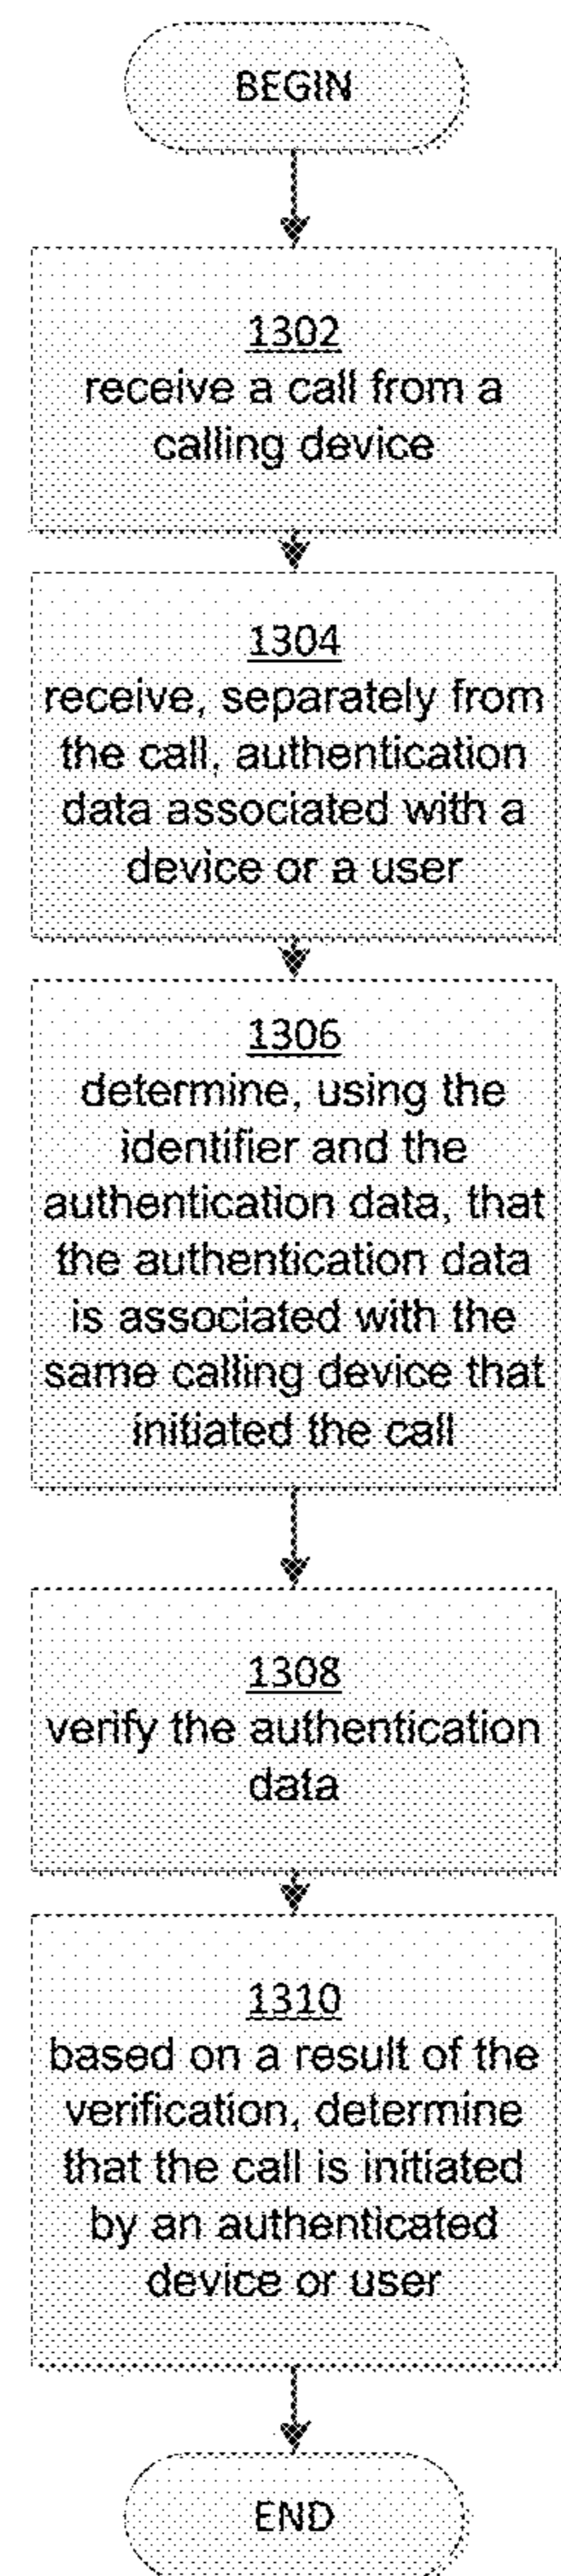 BEGIN
1302
receive a call from a
calling device
1304
receive, separately from
the call, authentication
data associated with a
device or a user
1306
determine, using the
identifier and the
authentication data, that
the authentication data
is associated with the
same calling device that
initiated the call
1308
verify the authentication
data
1310
based on a result of the
verification, determine
that the call is initiated
by an authenticated
device or user
END